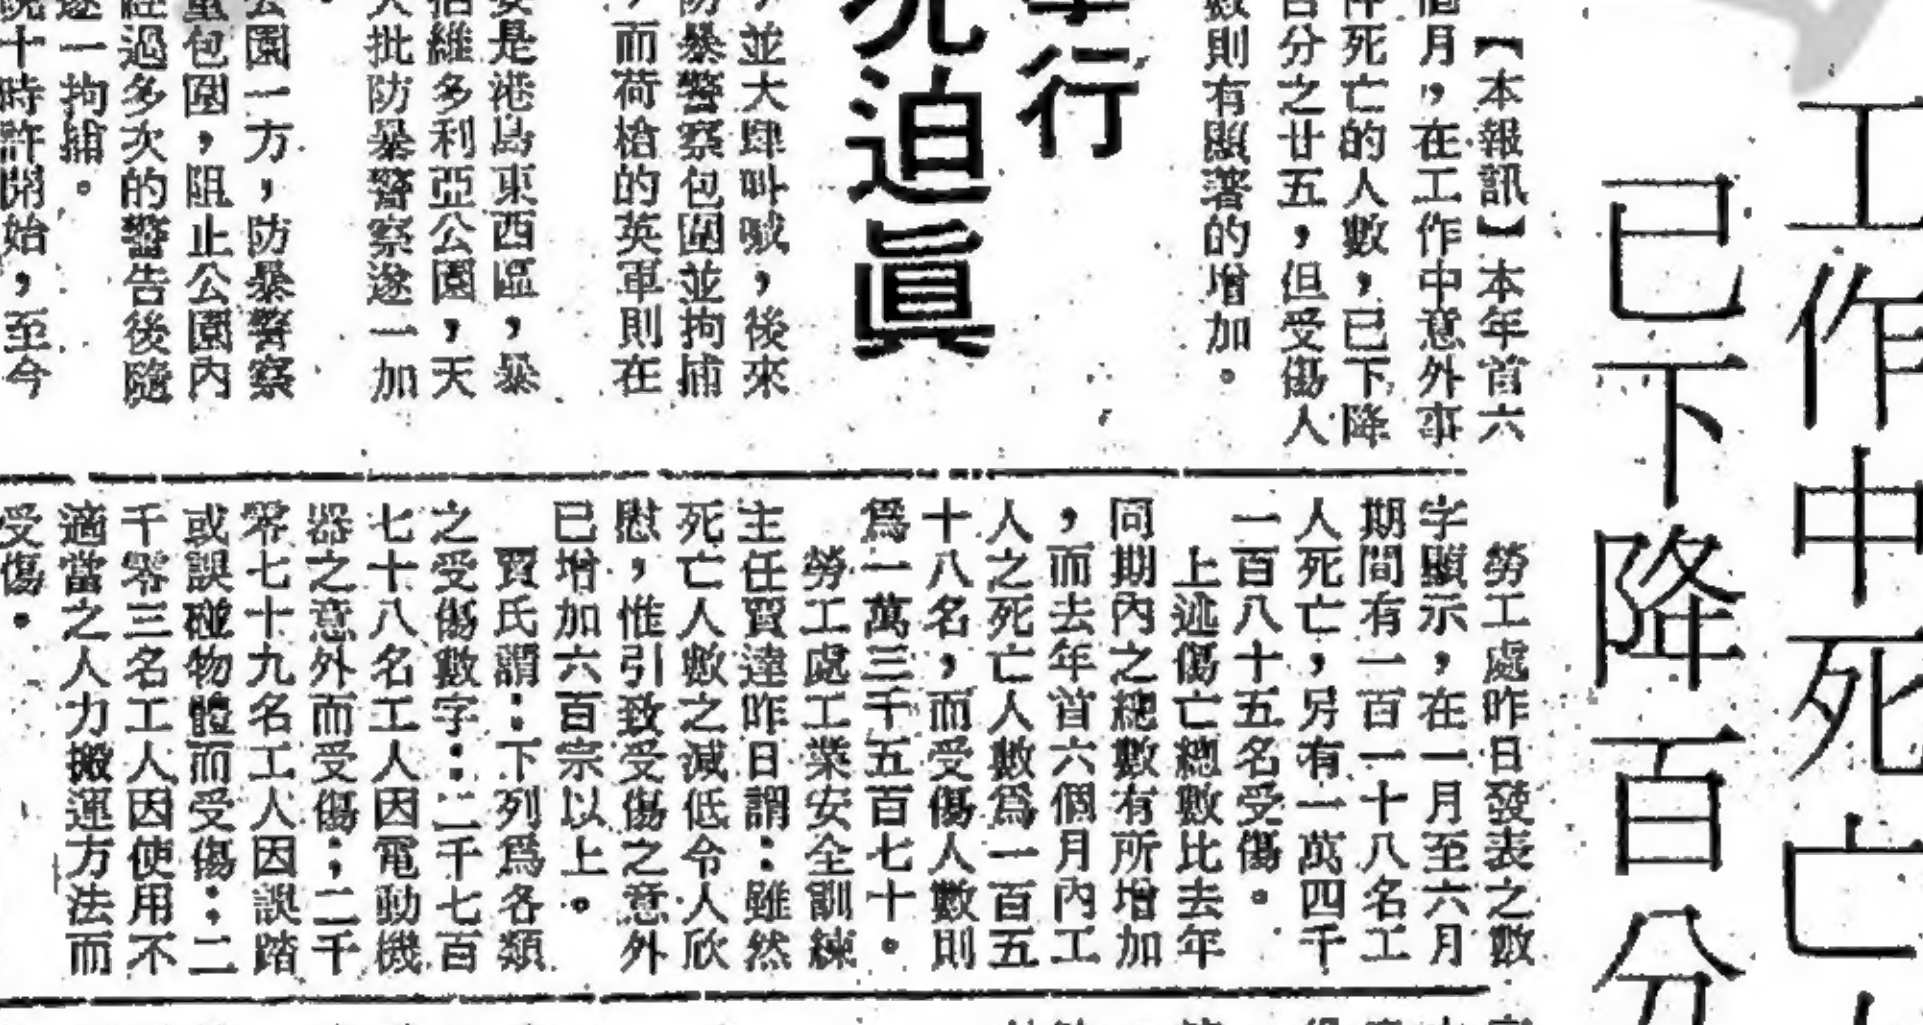 工作中死亡
已下降百分
【本報訊】本年首六
個月,在工作中意外事
件死亡的人數,已下降
百分之廿五,但受傷人
數則有顯著的增加。
勞工處昨日發表之數
字顯示,在一月至六月
期間有一百一十八名工
人死亡,另有一萬四千
一百八十五名受傷。
上述傷亡總數比去年
同期內之總數有所增加
,而去年首六個月內工
人之死亡人數爲一百五
十八名,而受傷人數則
爲一萬三千五百七十。
勞工處工業安全訓練
主任賈達昨日謂:雖然
死亡人數之減低令人欣
慰,惟引致受傷之意外
已增加六百宗以上。
賈氏謂:下列爲各類
之受傷數字:二千七百
七十八名工人因電動機
器之意外而受傷;二千
零七十九名工人因誤踏
或誤碰物體而受傷;二
千零三名工人因使用不
適當之人力搬運方法而
受傷。
行
迫眞
,並大肆叫喊,後來
防暴警察包圍並拘捕
,而荷槍的英軍則在
是港島東西區,暴
維多利亞公園,天
大批防暴警察遂一加
公園一方,防暴警察
重包圍,阻止公園內
經過多次的警告後隨
逐一拘捕。
晚十時許開始,至今